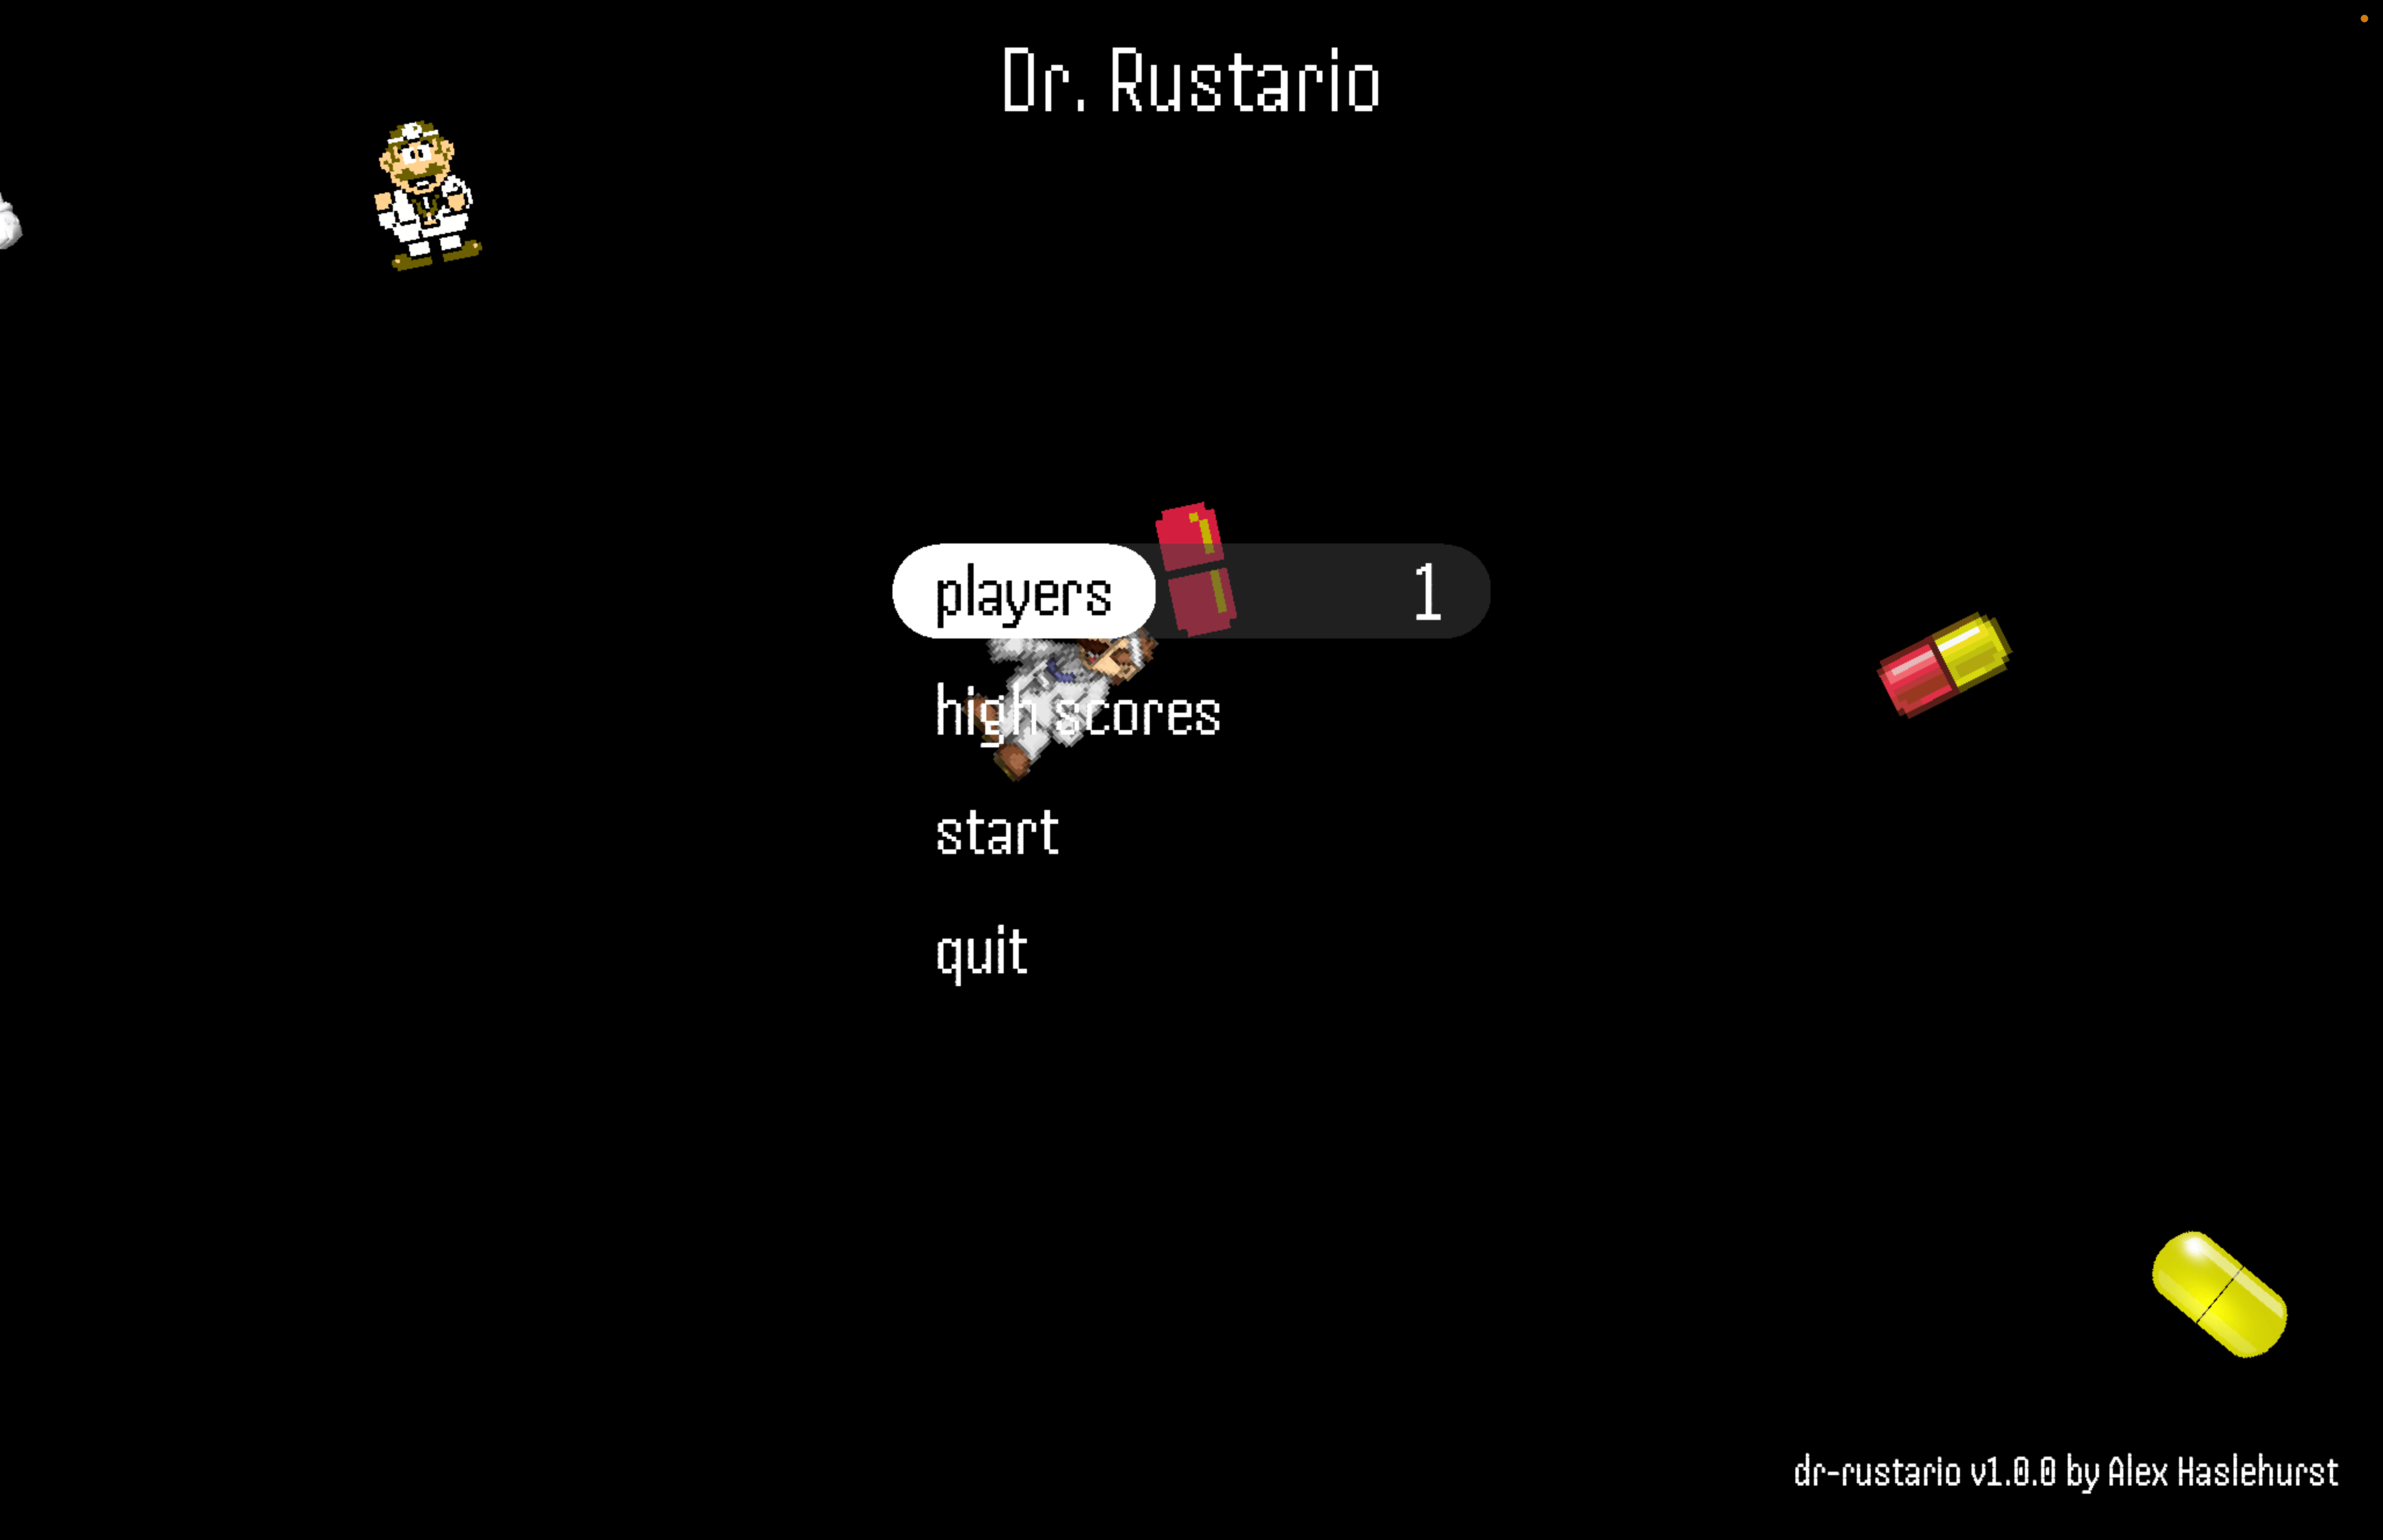 Dr. Rustario
players 1
high scores
start
quit
dr-rustario v1.0.0 by Alex Haslehurst